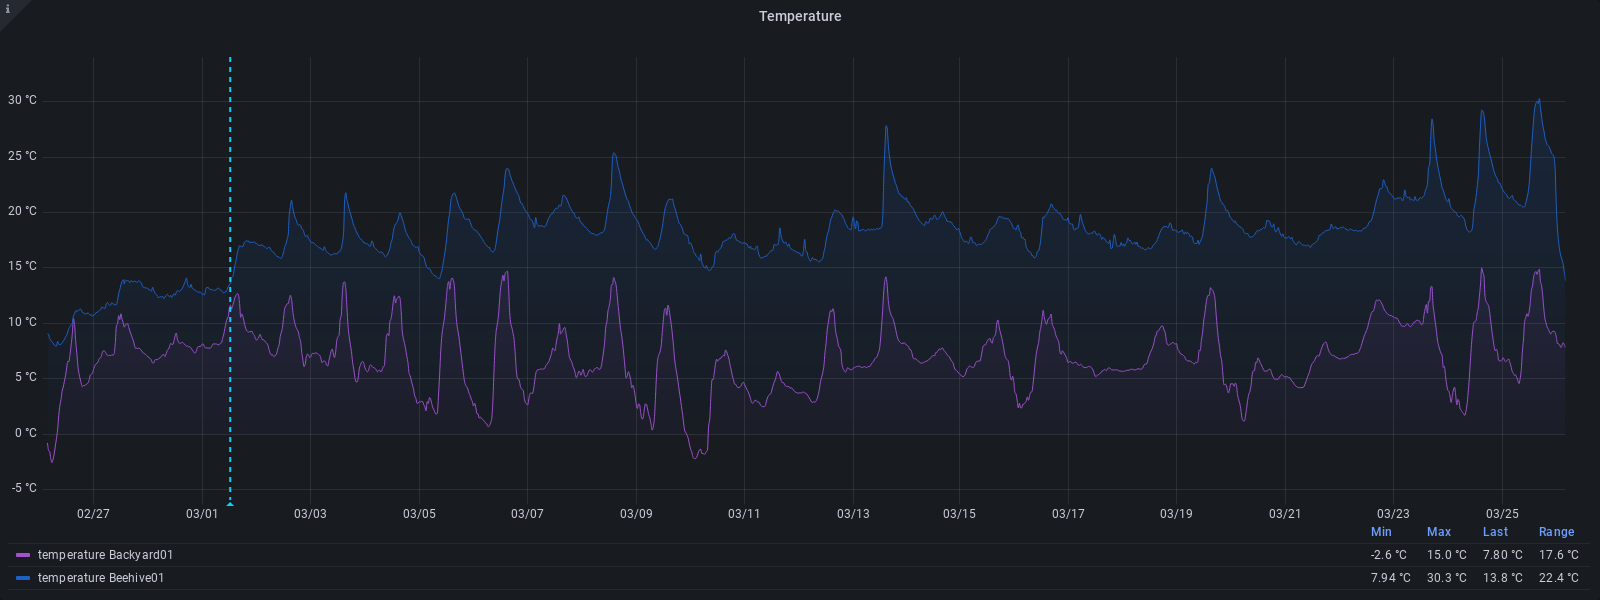 i
Temperature
30 °C
25 °C
20 °C
15 °C
10 °C
5 °C
0 °C
-5 °C
02/27 03/01 03/03 03/05 03/07 03/09 03/11 03/13 03/15 03/17 03/19 03/21 03/23 03/25
Min Max Last Range
temperature Backyard01 -2.6 °C 15.0 °C 7.80 °C 17.6 °C
temperature Beehive01 7.94 °C 30.3 °C 13.8 °C 22.4 °C